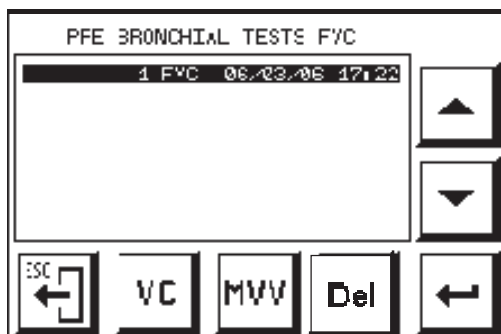 PFE BRONCHIAL TESTS FVC
1 FVC 06/03/06 17:22
ESC
VC
MVV
Del